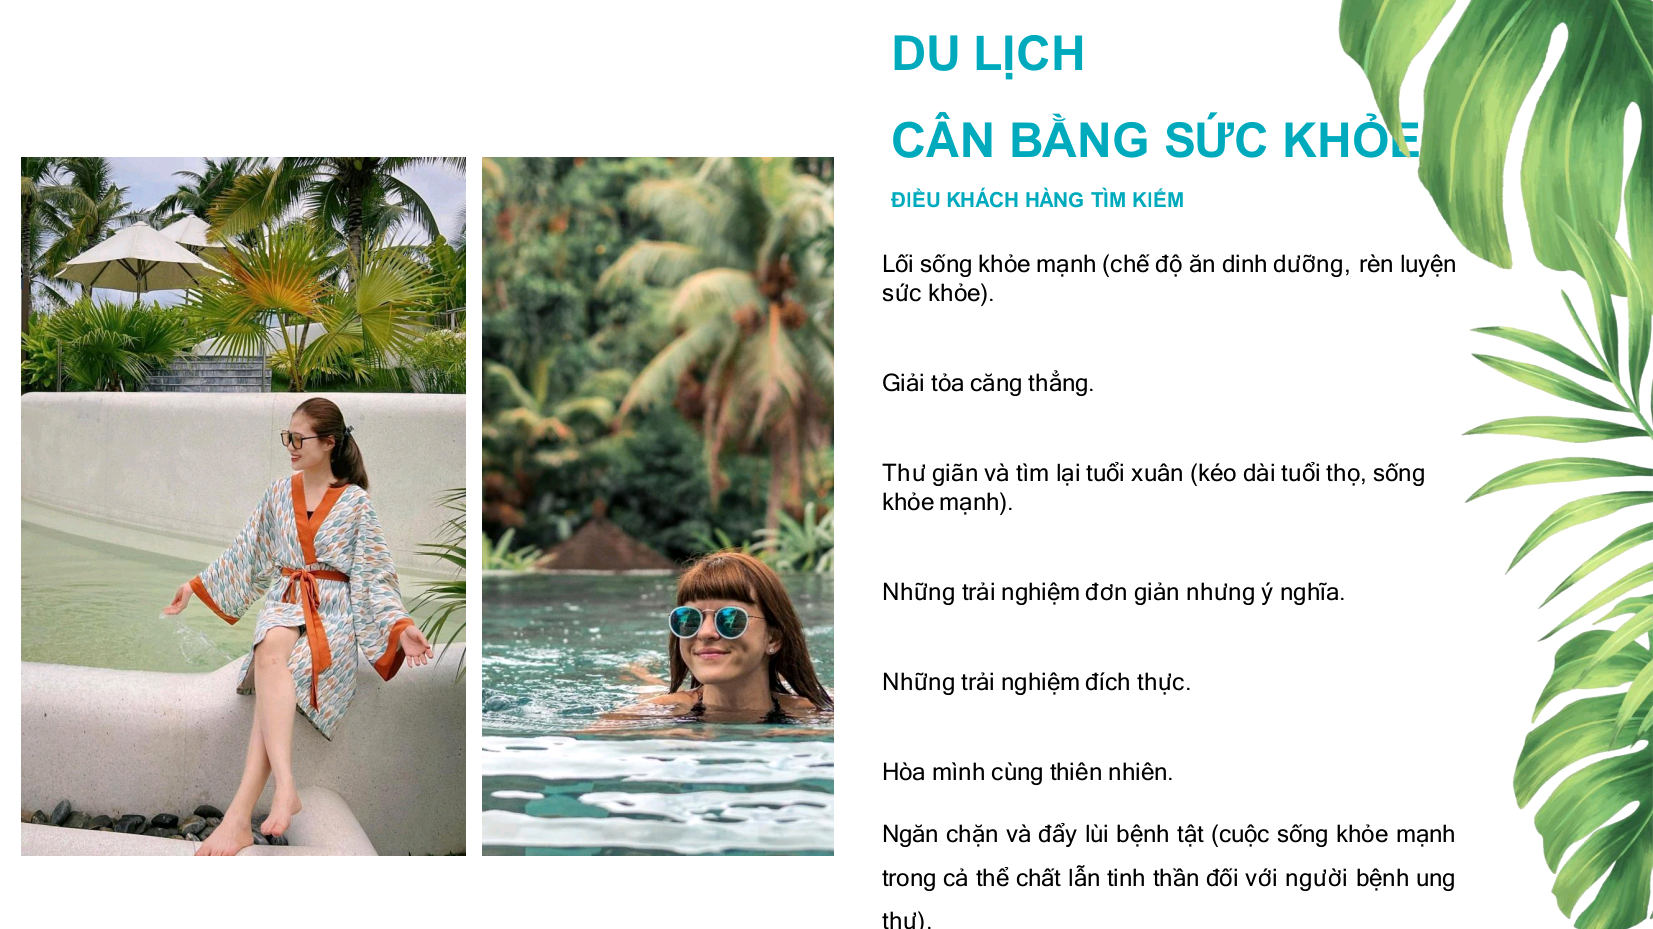 DU LỊCH
CÂN BẰNG SỨC KHỎE
ĐIỀU KHÁCH HÀNG TÌM KIẾM
Lối sống khỏe mạnh (chế độ ăn dinh dưỡng, rèn luyện
sức khỏe).
Giải tỏa căng thẳng.
Thư giãn và tìm lại tuổi xuân (kéo dài tuổi thọ, sống
khỏe mạnh).
Những trải nghiệm đơn giản nhưng ý nghĩa.
Những trải nghiệm đích thực.
Hòa mình cùng thiên nhiên.
Ngăn chặn và đẩy lùi bệnh tật (cuộc sống khỏe mạnh
trong cả thể chất lẫn tinh thần đối với người bệnh ung
thư).